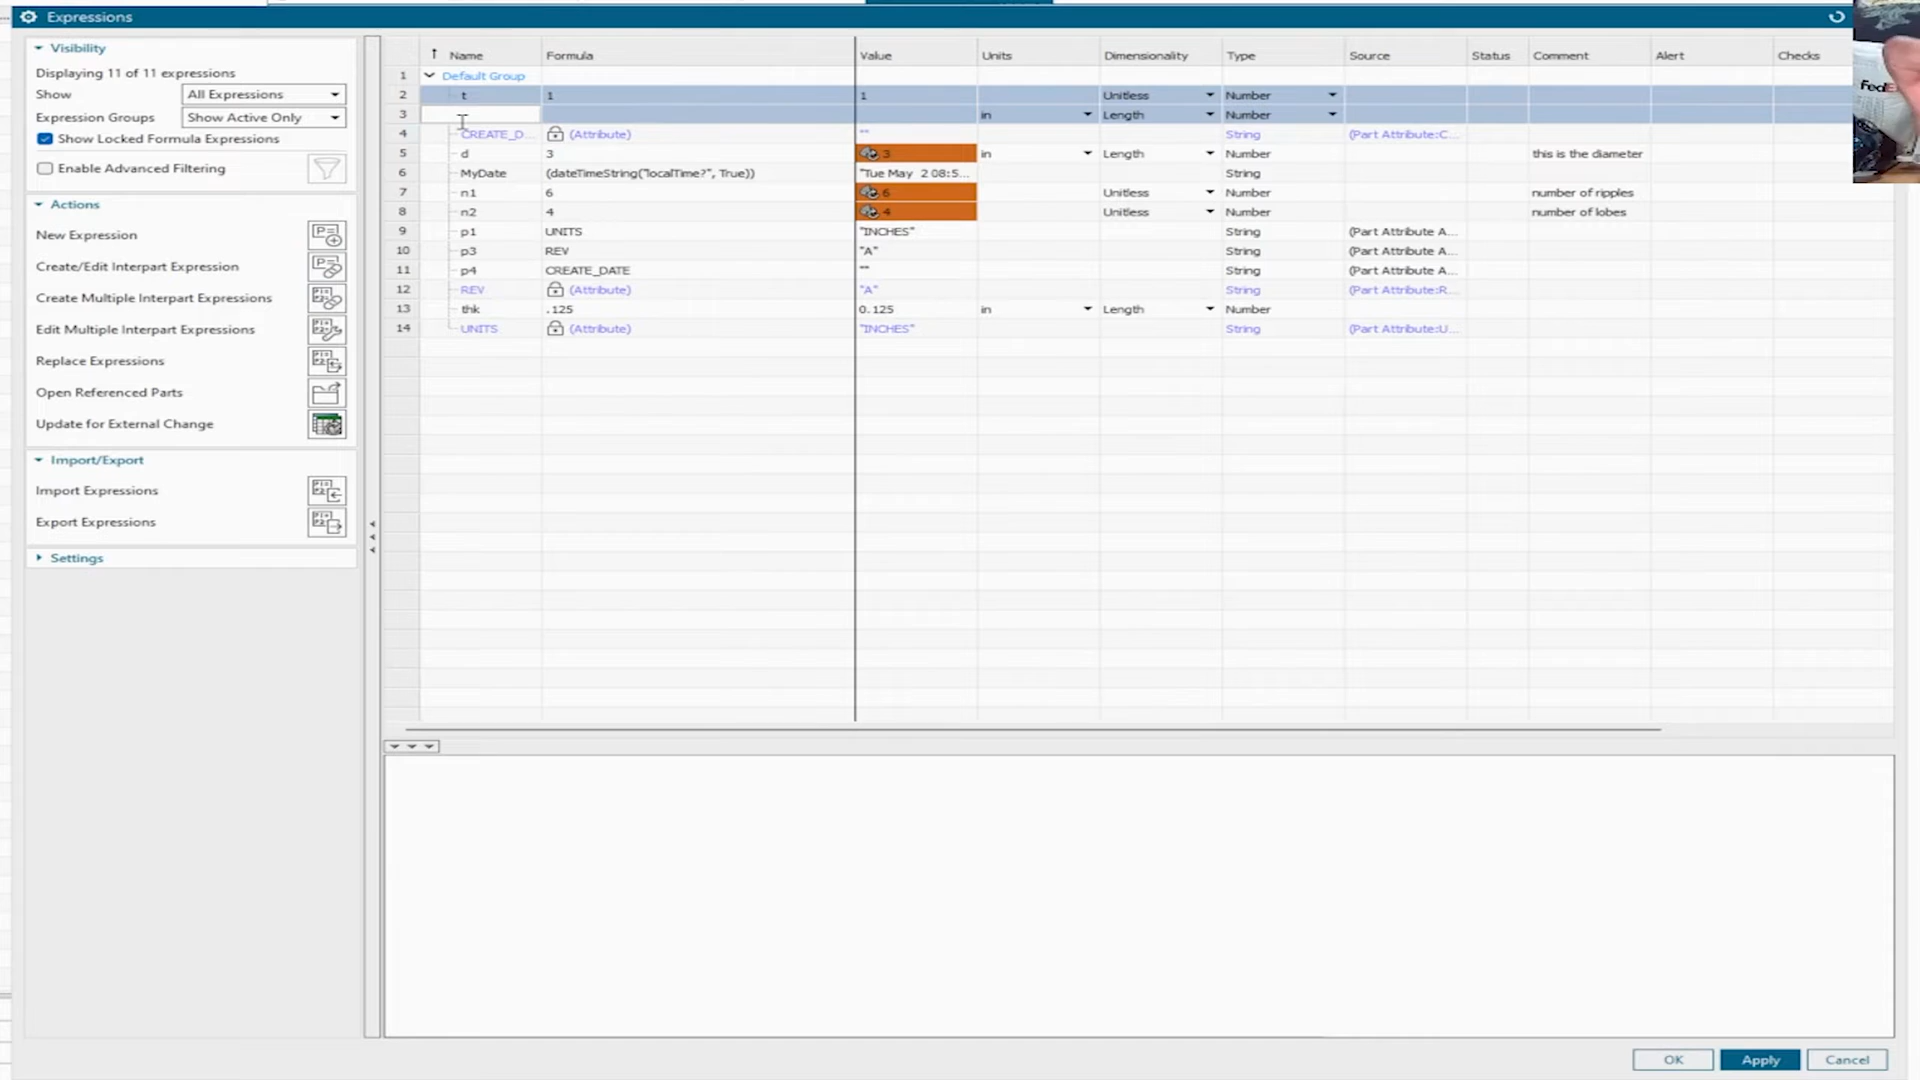 Expressions
Visibility
Displaying 11 of 11 expressions
Show All Expressions
Expression Groups Show Active Only
Show Locked Formula Expressions
Enable Advanced Filtering
Actions
New Expression
Create/Edit Interpart Expression
Create Multiple Interpart Expressions
Edit Multiple Interpart Expressions
Replace Expressions
Open Referenced Parts
Update for External Change
Import/Export
Import Expressions
Export Expressions
Settings
↑ Name Formula Value Units Dimensionality Type Source Status Comment Alert Checks
1 Default Group
2 t 1 1 Unitless Number
3 in Length Number
4 CREATE_D... (Attribute) "" String (Part Attribute:C...
5 d 3 3 in Length Number this is the diameter
6 MyDate (dateTimeString("localTime?", True)) "Tue May 2 08:5... String
7 n1 6 6 Unitless Number number of ripples
8 n2 4 4 Unitless Number number of lobes
9 p1 UNITS "INCHES" String (Part Attribute A...
10 p3 REV "A" String (Part Attribute A...
11 p4 CREATE_DATE "" String (Part Attribute A...
12 REV (Attribute) "A" String (Part Attribute:R...
13 thk .125 0.125 in Length Number
14 UNITS (Attribute) "INCHES" String (Part Attribute:U...
OK Apply Cancel